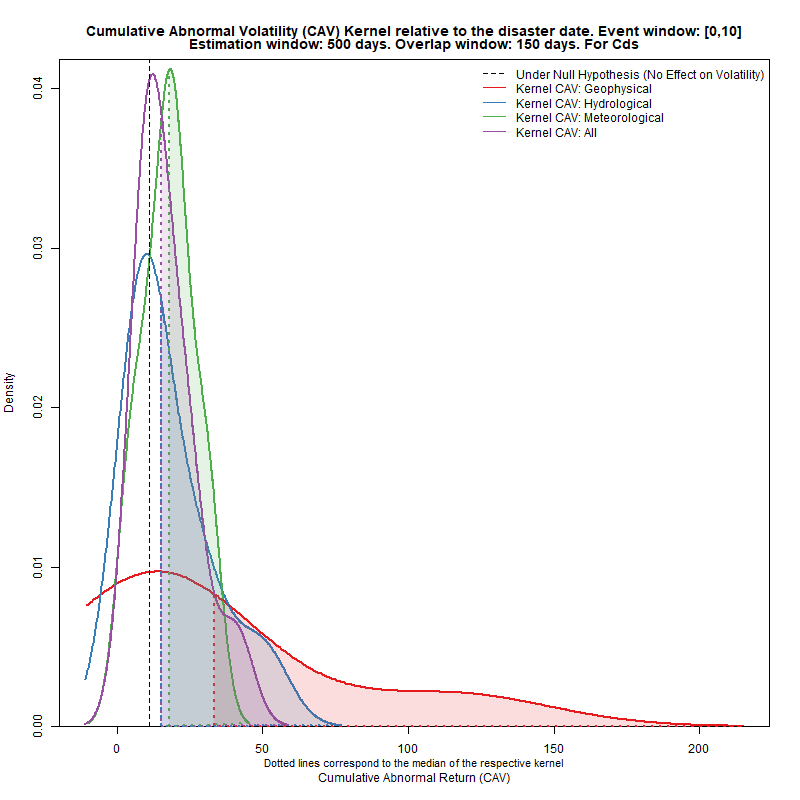 Cumulative Abnormal Volatility (CAV) Kernel relative to the disaster date. Event window: [0,10]
Estimation window: 500 days. Overlap window: 150 days. For Cds
Under Null Hypothesis (No Effect on Volatility)
Kernel CAV: Geophysical
Kernel CAV: Hydrological
Kernel CAV: Meteorological
Kernel CAV: All
Density
0.04
0.03
0.02
0.01
0.00
0 50 100 150 200
Dotted lines correspond to the median of the respective kernel
Cumulative Abnormal Return (CAV)